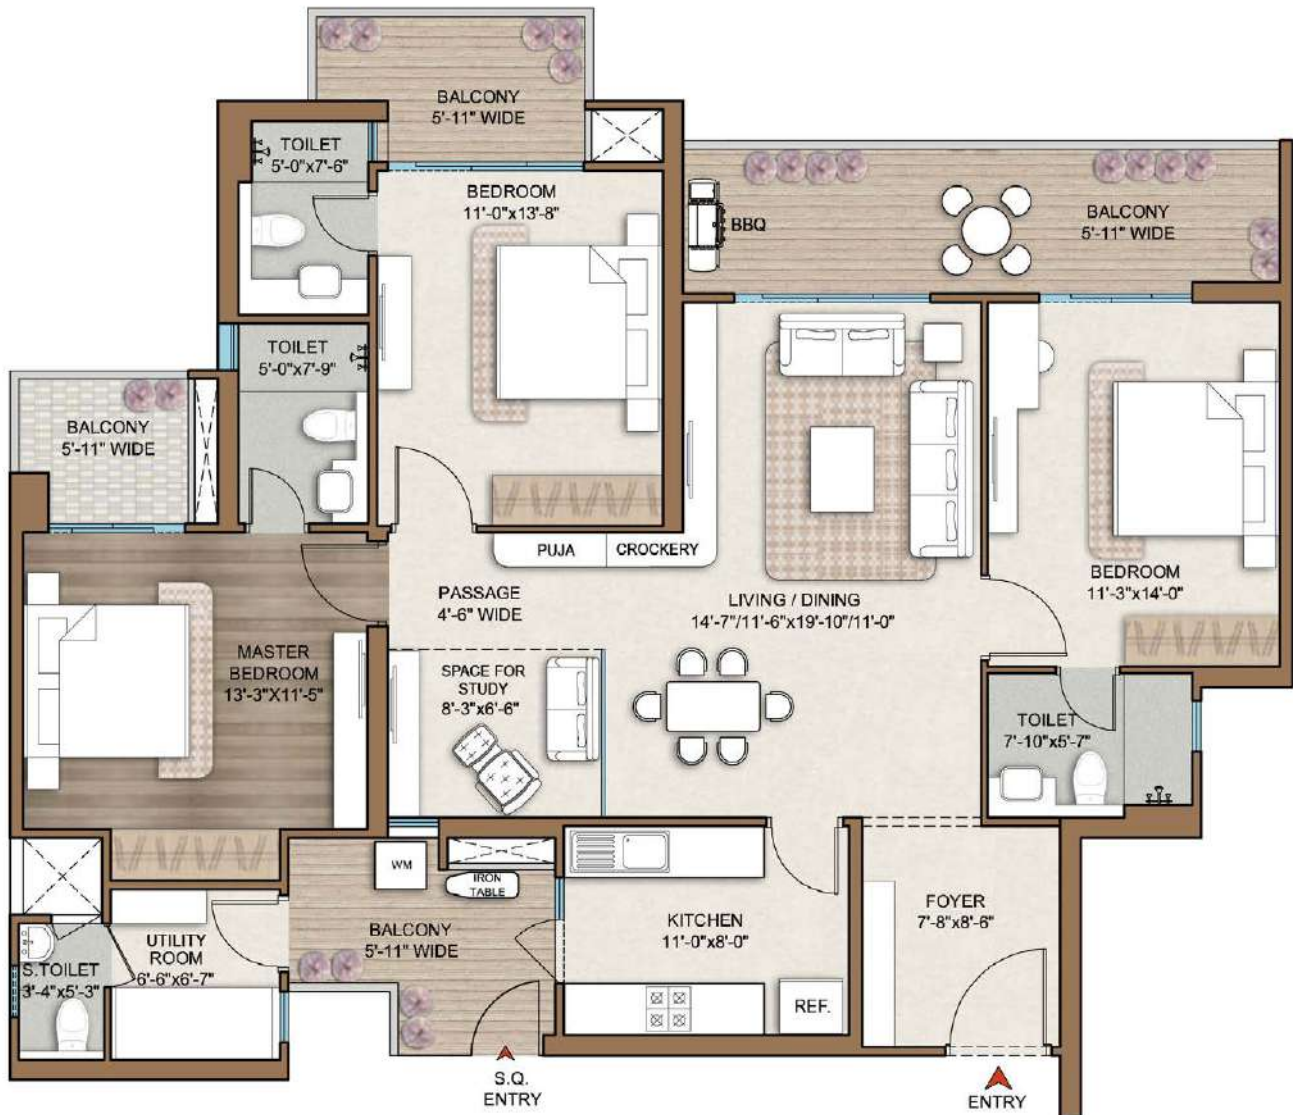 BALCONY
5'-11" WIDE
TOILET
5'-0"x7'-6"
BEDROOM
11'-0"x13'-8"
BBQ
BALCONY
5'-11" WIDE
TOILET
5'-0"x7'-9"
BALCONY
5'-11" WIDE
PUJA
CROCKERY
BEDROOM
11'-3"x14'-0"
PASSAGE
4'-6" WIDE
LIVING / DINING
14'-7"/11'-6"x19'-10"/11'-0"
MASTER
BEDROOM
13'-3"X11'-5"
SPACE FOR
STUDY
8'-3"x6'-6"
TOILET
7'-10"x5'-7"
WM
IRON
TABLE
BALCONY
5'-11" WIDE
KITCHEN
11'-0"x8'-0"
FOYER
7'-8"x8'-6"
UTILITY
ROOM
6'-6"x6'-7"
S.TOILET
3'-4"x5'-3"
REF.
S.Q.
ENTRY
ENTRY